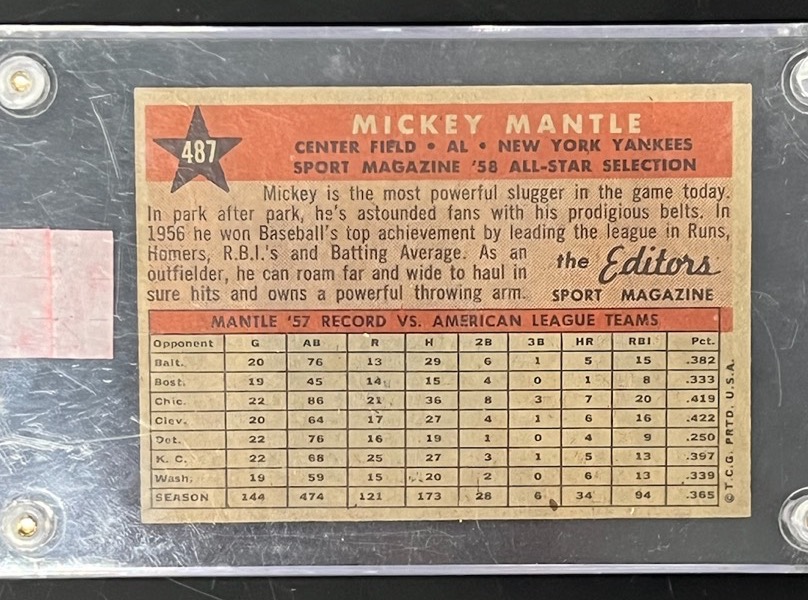 487
MICKEY MANTLE
CENTER FIELD • AL • NEW YORK YANKEES
SPORT MAGAZINE '58 ALL-STAR SELECTION
Mickey is the most powerful slugger in the game today.
In park after park, he's astounded fans with his prodigious belts. In
1956 he won Baseball's top achievement by leading the league in Runs,
Homers, R.B.I.'s and Batting Average. As an
outfielder, he can roam far and wide to haul in
sure hits and owns a powerful throwing arm.
the Editors
SPORT MAGAZINE
MANTLE '57 RECORD VS. AMERICAN LEAGUE TEAMS
Opponent G AB R H 2B 3B HR RBI Pct.
Balt. 20 76 13 29 6 1 5 15 .382
Bost. 19 45 14 15 4 0 1 8 .333
Chic. 22 86 21 36 8 3 7 20 .419
Clev. 20 64 17 27 4 1 6 16 .422
Det. 22 76 16 19 1 0 4 9 .250
K. C. 22 68 25 27 3 1 5 13 .397
Wash. 19 59 15 20 2 0 6 13 .339
SEASON 144 474 121 173 28 6 34 94 .365
© T.C.G. PRTD. U.S.A.